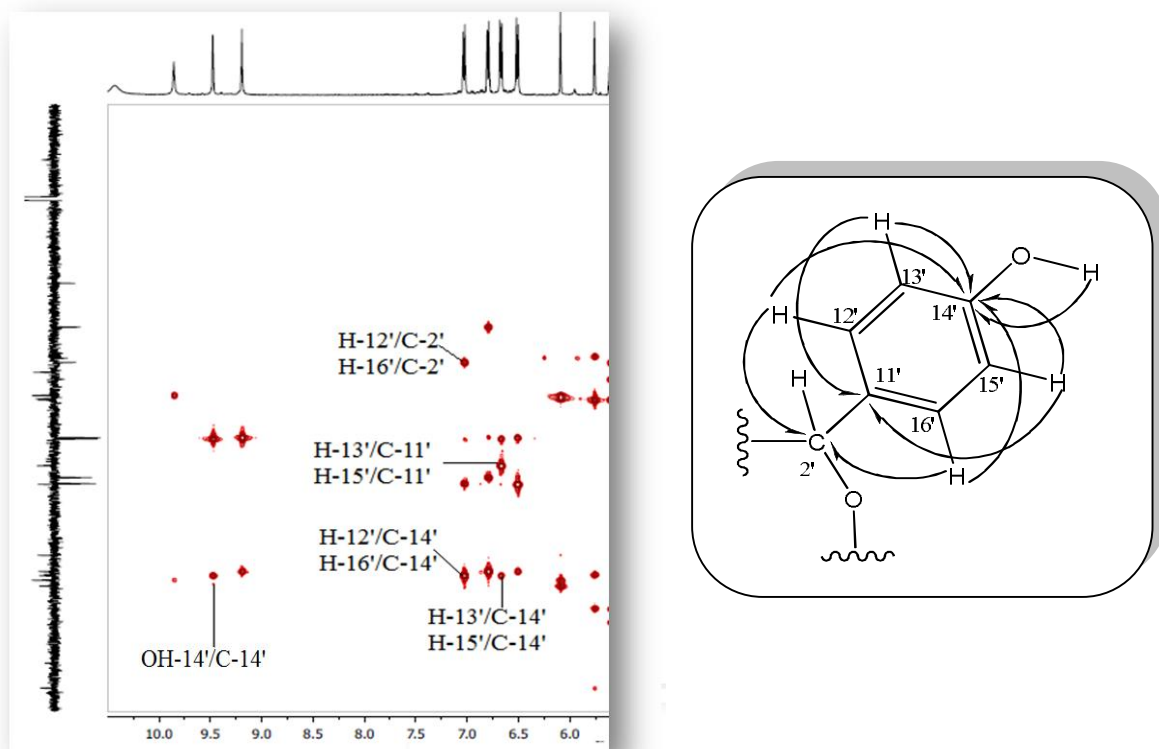 H-12'/C-2'
H-16'/C-2'
H-13'/C-11'
H-15'/C-11'
H-12'/C-14'
H-16'/C-14'
H-13'/C-14'
H-15'/C-14'
OH-14'/C-14'
10.0 9.5 9.0 8.5 8.0 7.5 7.0 6.5 6.0
H
O
H
13'
14'
H
12'
H
11'
15'
H
16'
C
2'
H
O